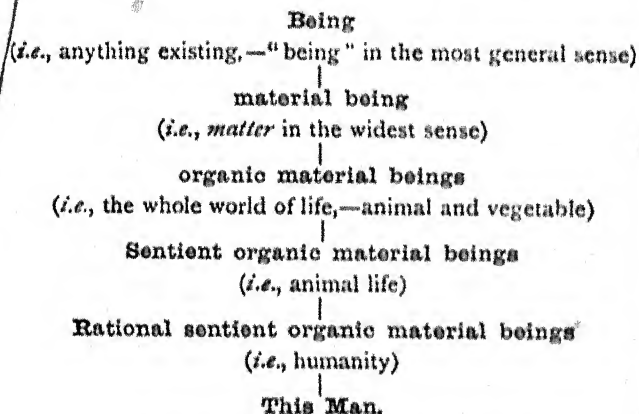 Being
(i.e., anything existing,—"being" in the most general sense)
material being
(i.e., matter in the widest sense)
organic material beings
(i.e., the whole world of life,—animal and vegetable)
Sentient organic material beings
(i.e., animal life)
Rational sentient organic material beings
(i.e., humanity)
This Man.